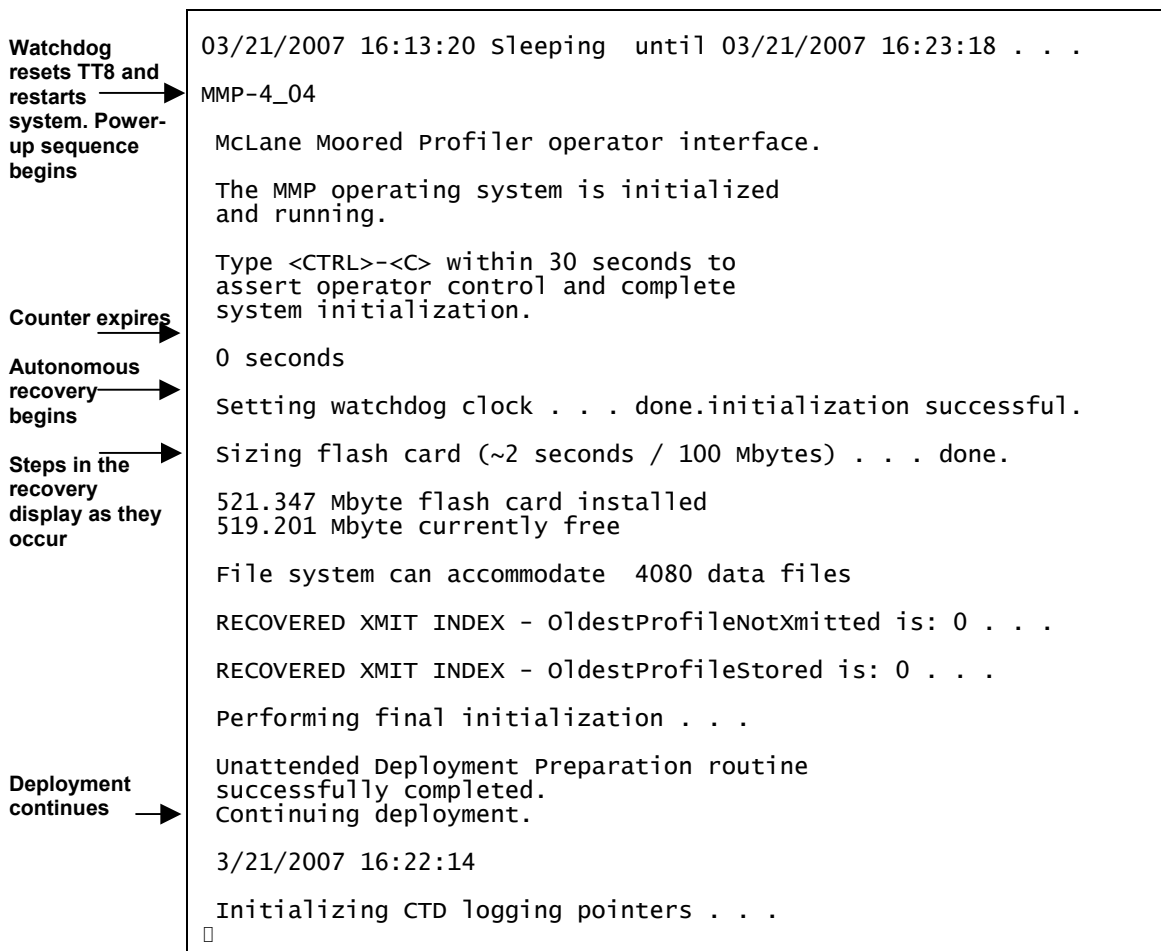 Watchdog
resets TT8 and
restarts
system. Power-
up sequence
begins
Counter expires
Autonomous
recovery
begins
Steps in the
recovery
display as they
occur
Deployment
continues
03/21/2007 16:13:20 Sleeping  until 03/21/2007 16:23:18 . . .
MMP-4_04
McLane Moored Profiler operator interface.
The MMP operating system is initialized
and running.
Type <CTRL>-<C> within 30 seconds to
assert operator control and complete
system initialization.
0 seconds
Setting watchdog clock . . . done.initialization successful.
Sizing flash card (~2 seconds / 100 Mbytes) . . . done.
521.347 Mbyte flash card installed
519.201 Mbyte currently free
File system can accommodate  4080 data files
RECOVERED XMIT INDEX - OldestProfileNotXmitted is: 0 . . .
RECOVERED XMIT INDEX - OldestProfileStored is: 0 . . .
Performing final initialization . . .
Unattended Deployment Preparation routine
successfully completed.
Continuing deployment.
3/21/2007 16:22:14
Initializing CTD logging pointers . . .